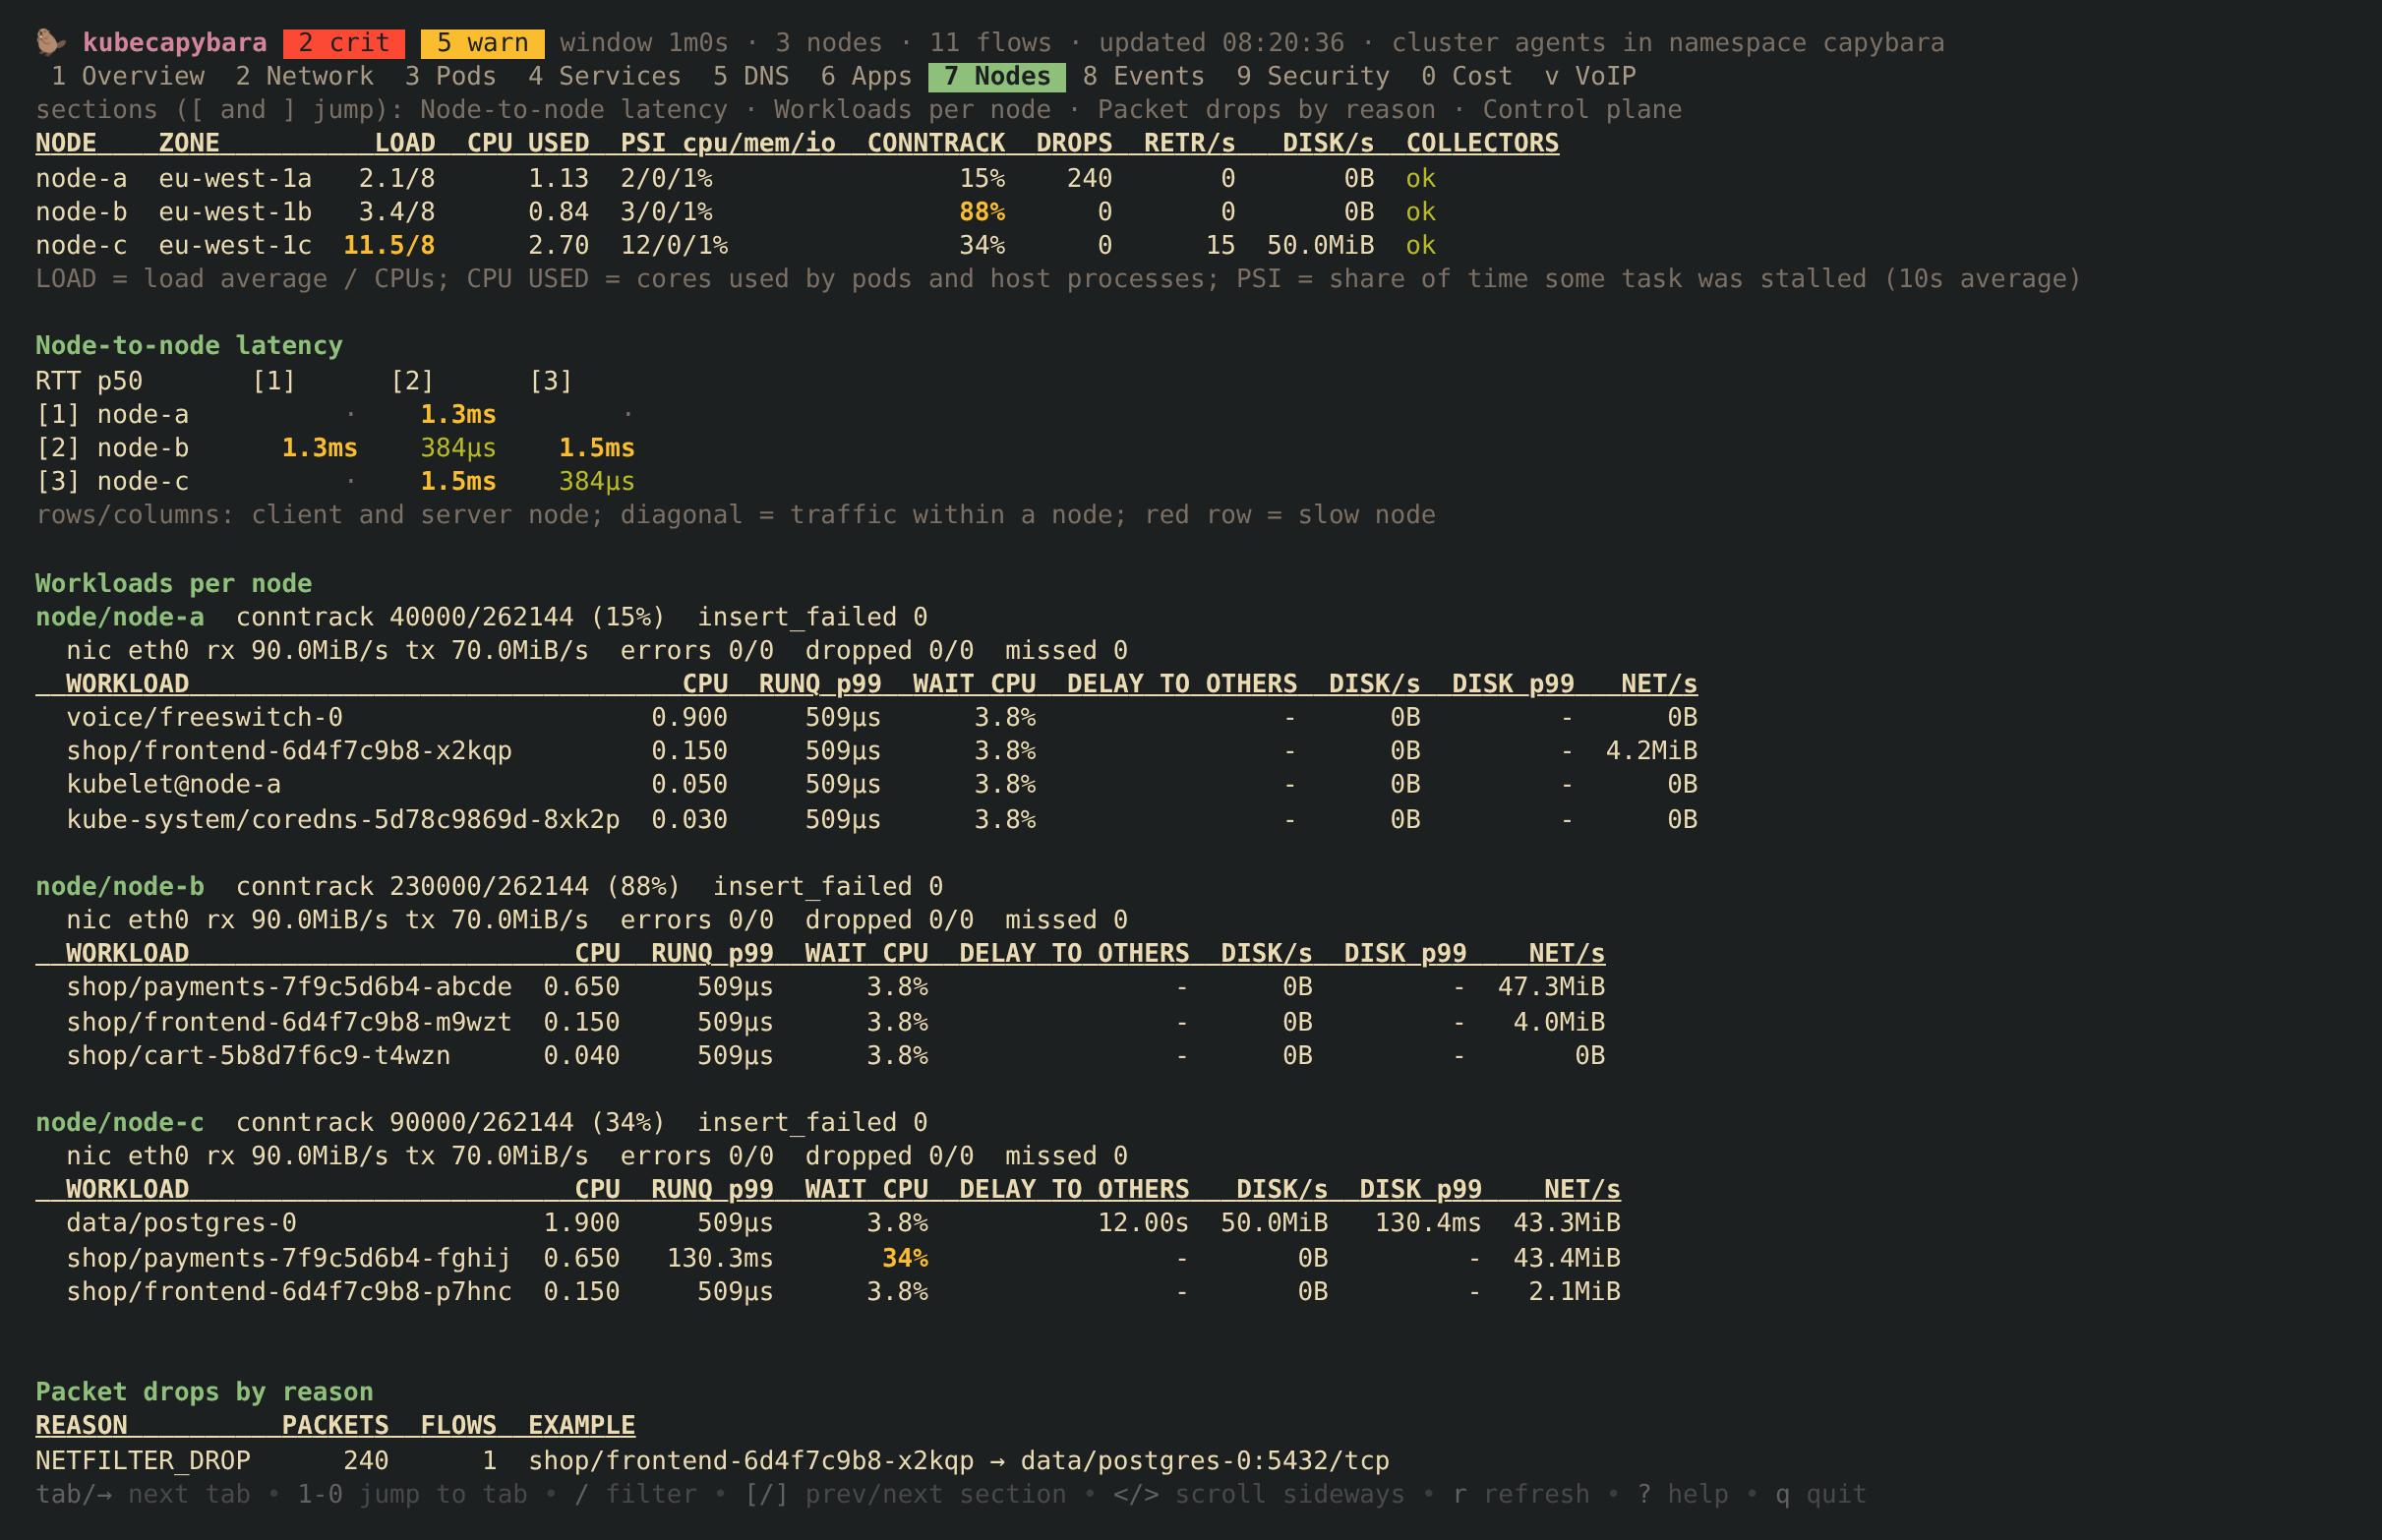 🦫 kubecapybara  2 crit   5 warn  window 1m0s · 3 nodes · 11 flows · updated 08:20:36 · cluster agents in namespace capybara
1 Overview  2 Network  3 Pods  4 Services  5 DNS  6 Apps  7 Nodes  8 Events  9 Security  0 Cost  v VoIP
sections ([ and ] jump): Node-to-node latency · Workloads per node · Packet drops by reason · Control plane
NODE    ZONE          LOAD  CPU USED  PSI cpu/mem/io  CONNTRACK  DROPS  RETR/s   DISK/s  COLLECTORS
node-a  eu-west-1a   2.1/8      1.13  2/0/1%                15%    240       0       0B  ok
node-b  eu-west-1b   3.4/8      0.84  3/0/1%                88%      0       0       0B  ok
node-c  eu-west-1c  11.5/8      2.70  12/0/1%               34%      0      15  50.0MiB  ok
LOAD = load average / CPUs; CPU USED = cores used by pods and host processes; PSI = share of time some task was stalled (10s average)
Node-to-node latency
RTT p50       [1]      [2]      [3]
[1] node-a          ·    1.3ms        ·
[2] node-b      1.3ms    384µs    1.5ms
[3] node-c          ·    1.5ms    384µs
rows/columns: client and server node; diagonal = traffic within a node; red row = slow node
Workloads per node
node/node-a  conntrack 40000/262144 (15%)  insert_failed 0
nic eth0 rx 90.0MiB/s tx 70.0MiB/s  errors 0/0  dropped 0/0  missed 0
WORKLOAD                                CPU  RUNQ p99  WAIT CPU  DELAY TO OTHERS  DISK/s  DISK p99   NET/s
voice/freeswitch-0                    0.900     509µs      3.8%                -      0B         -      0B
shop/frontend-6d4f7c9b8-x2kqp         0.150     509µs      3.8%                -      0B         -  4.2MiB
kubelet@node-a                        0.050     509µs      3.8%                -      0B         -      0B
kube-system/coredns-5d78c9869d-8xk2p  0.030     509µs      3.8%                -      0B         -      0B
node/node-b  conntrack 230000/262144 (88%)  insert_failed 0
nic eth0 rx 90.0MiB/s tx 70.0MiB/s  errors 0/0  dropped 0/0  missed 0
WORKLOAD                         CPU  RUNQ p99  WAIT CPU  DELAY TO OTHERS  DISK/s  DISK p99    NET/s
shop/payments-7f9c5d6b4-abcde  0.650     509µs      3.8%                -      0B         -  47.3MiB
shop/frontend-6d4f7c9b8-m9wzt  0.150     509µs      3.8%                -      0B         -   4.0MiB
shop/cart-5b8d7f6c9-t4wzn      0.040     509µs      3.8%                -      0B         -       0B
node/node-c  conntrack 90000/262144 (34%)  insert_failed 0
nic eth0 rx 90.0MiB/s tx 70.0MiB/s  errors 0/0  dropped 0/0  missed 0
WORKLOAD                         CPU  RUNQ p99  WAIT CPU  DELAY TO OTHERS   DISK/s  DISK p99    NET/s
data/postgres-0                1.900     509µs      3.8%           12.00s  50.0MiB   130.4ms  43.3MiB
shop/payments-7f9c5d6b4-fghij  0.650   130.3ms       34%                -       0B         -  43.4MiB
shop/frontend-6d4f7c9b8-p7hnc  0.150     509µs      3.8%                -       0B         -   2.1MiB
Packet drops by reason
REASON          PACKETS  FLOWS  EXAMPLE
NETFILTER_DROP      240      1  shop/frontend-6d4f7c9b8-x2kqp → data/postgres-0:5432/tcp
tab/→ next tab • 1-0 jump to tab • / filter • [/] prev/next section • </> scroll sideways • r refresh • ? help • q quit